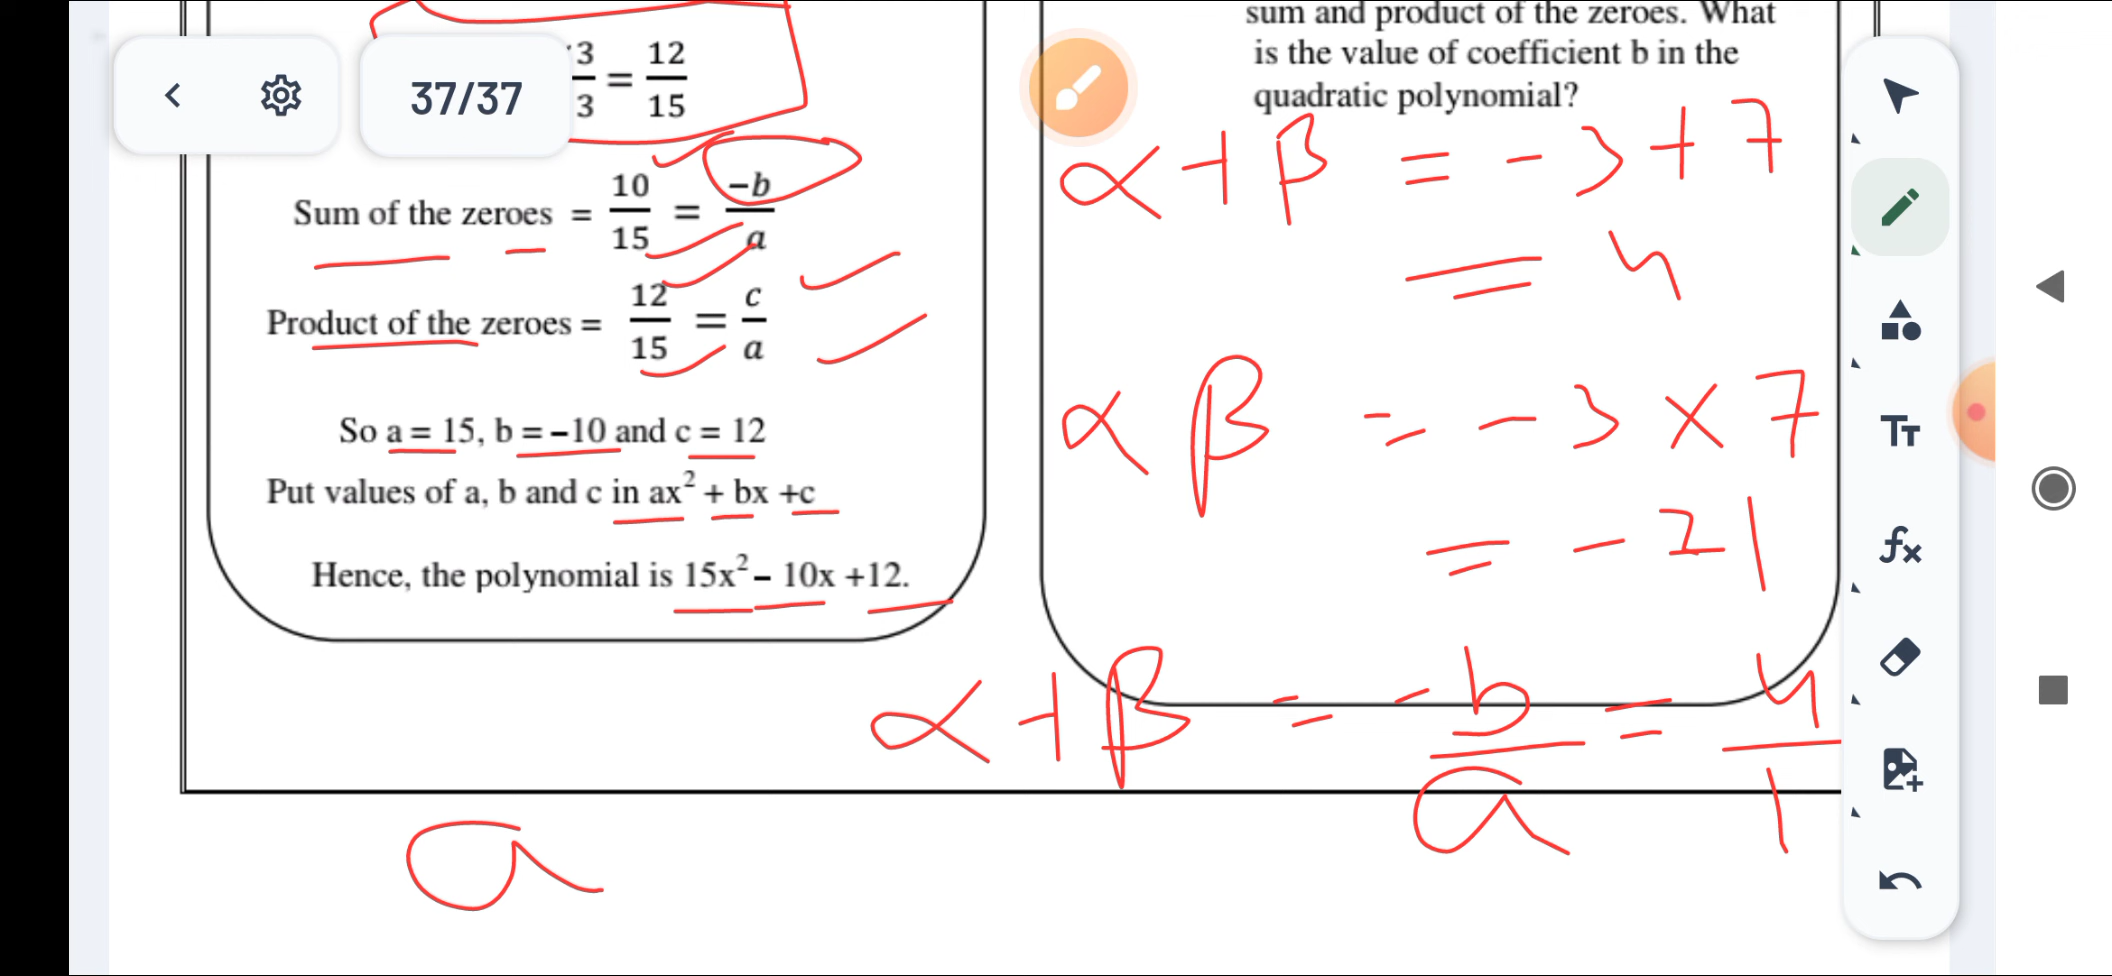 37/37
3/3 = 12/15
Sum of the zeroes = 10/15 = −b/a
Product of the zeroes = 12/15 = c/a
So a = 15, b = −10 and c = 12
Put values of a, b and c in ax² + bx +c
Hence, the polynomial is 15x² − 10x +12.
a
sum and product of the zeroes. What
is the value of coefficient b in the
quadratic polynomial?
α + β = − 3 + 7
= 4
α β = − 3 × 7
= − 21
α + β = − b/a = 4/1
Tт
fx